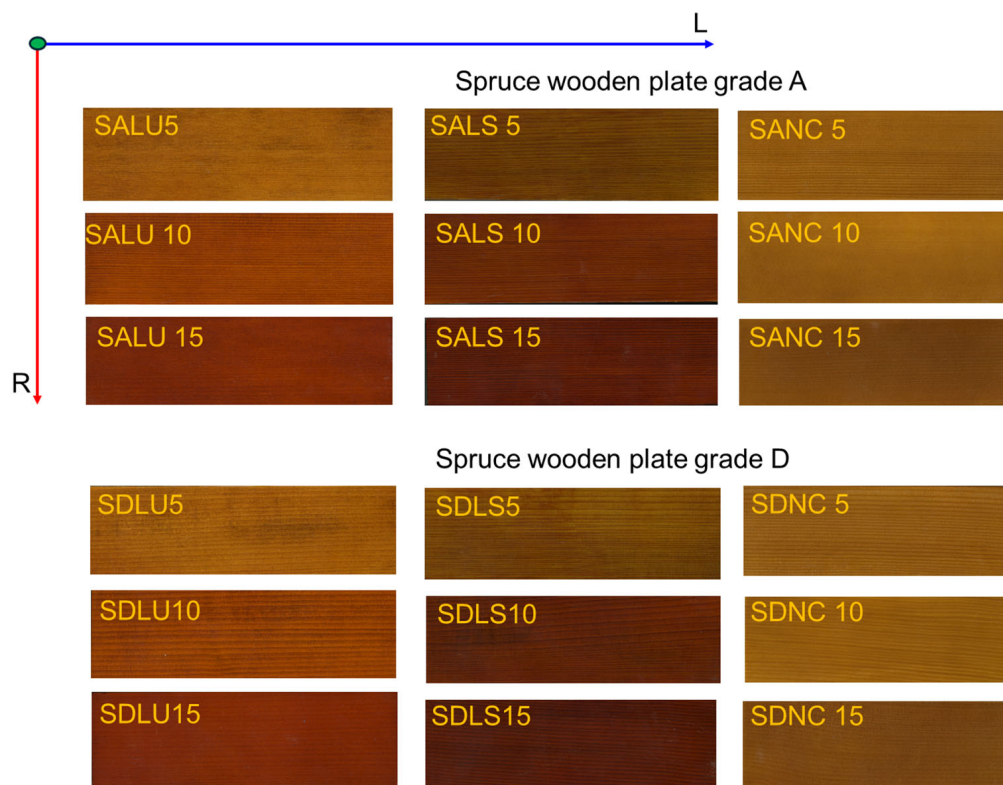 L
Spruce wooden plate grade A
SALU5
SALS 5
SANC 5
SALU 10
SALS 10
SANC 10
SALU 15
SALS 15
SANC 15
R
Spruce wooden plate grade D
SDLU5
SDLS5
SDNC 5
SDLU10
SDLS10
SDNC 10
SDLU15
SDLS15
SDNC 15